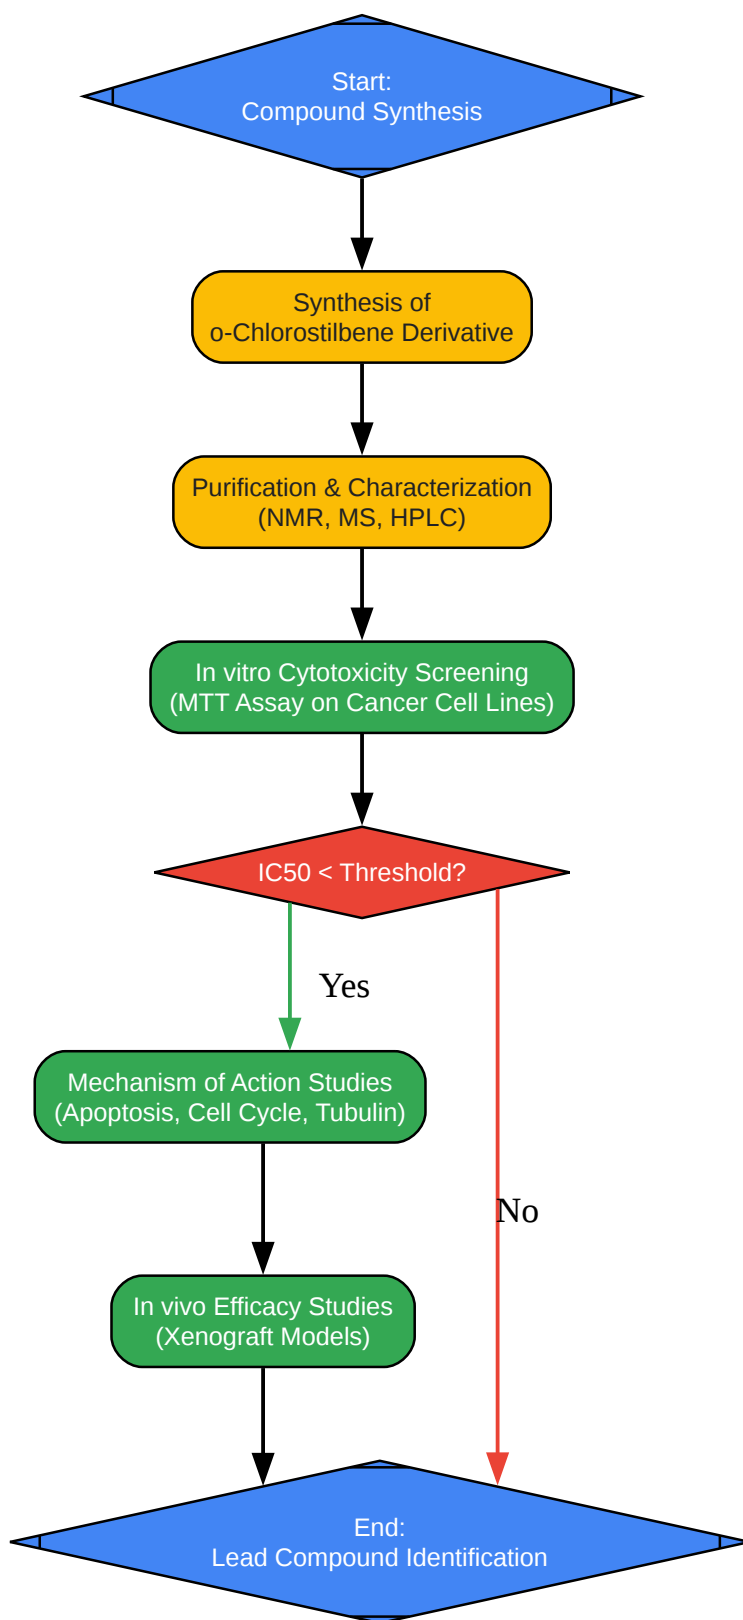 Start:
Compound Synthesis
Synthesis of
o-Chlorostilbene Derivative
Purification & Characterization
(NMR, MS, HPLC)
In vitro Cytotoxicity Screening
(MTT Assay on Cancer Cell Lines)
IC50 < Threshold?
Yes
Mechanism of Action Studies
(Apoptosis, Cell Cycle, Tubulin)
No
In vivo Efficacy Studies
(Xenograft Models)
End:
Lead Compound Identification